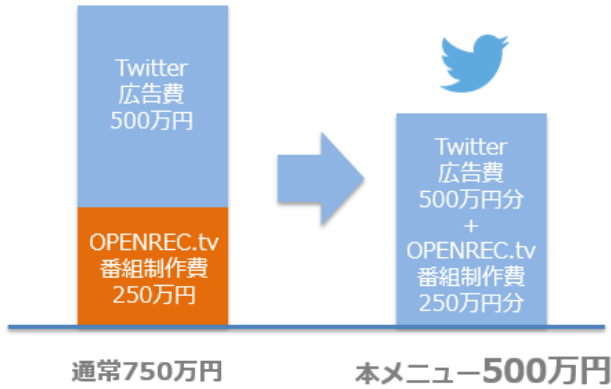 Twitter
広告費
500万円
OPENREC.tv
番組制作費
250万円
Twitter
広告費
500万円分
+
OPENREC.tv
番組制作費
250万円分
通常750万円
本メニュー500万円